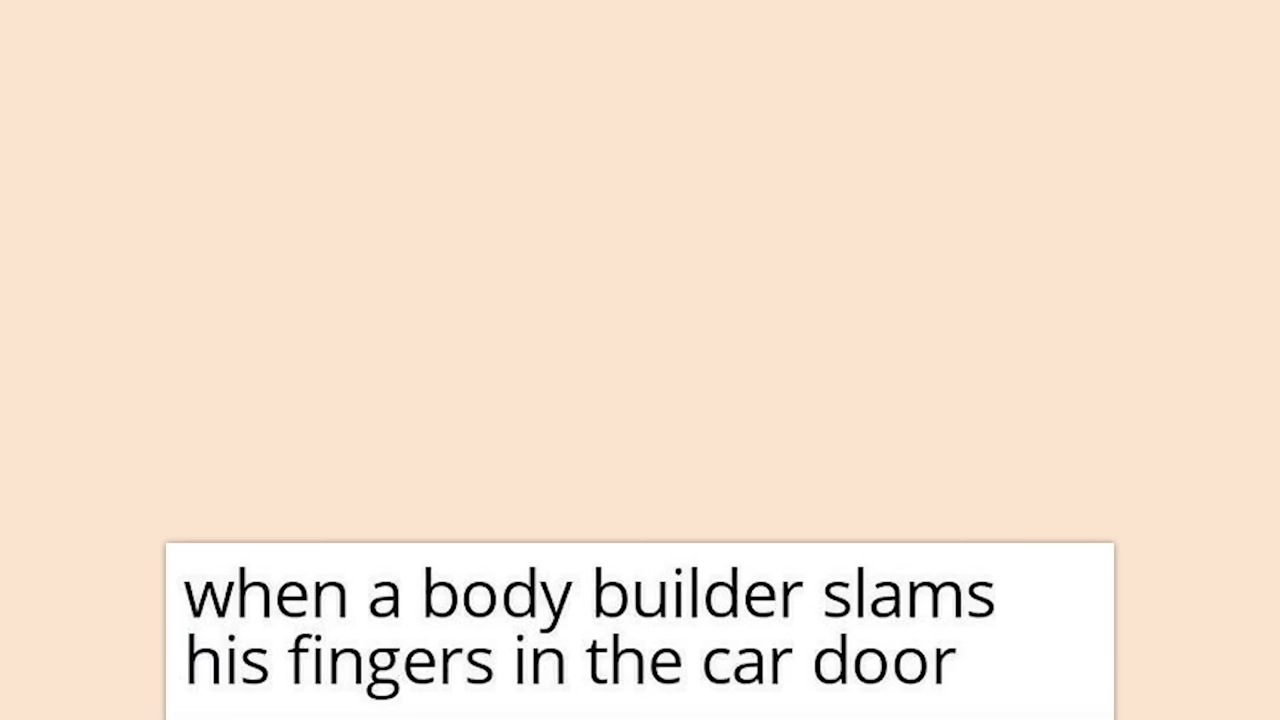 when a body builder slams
his fingers in the car door